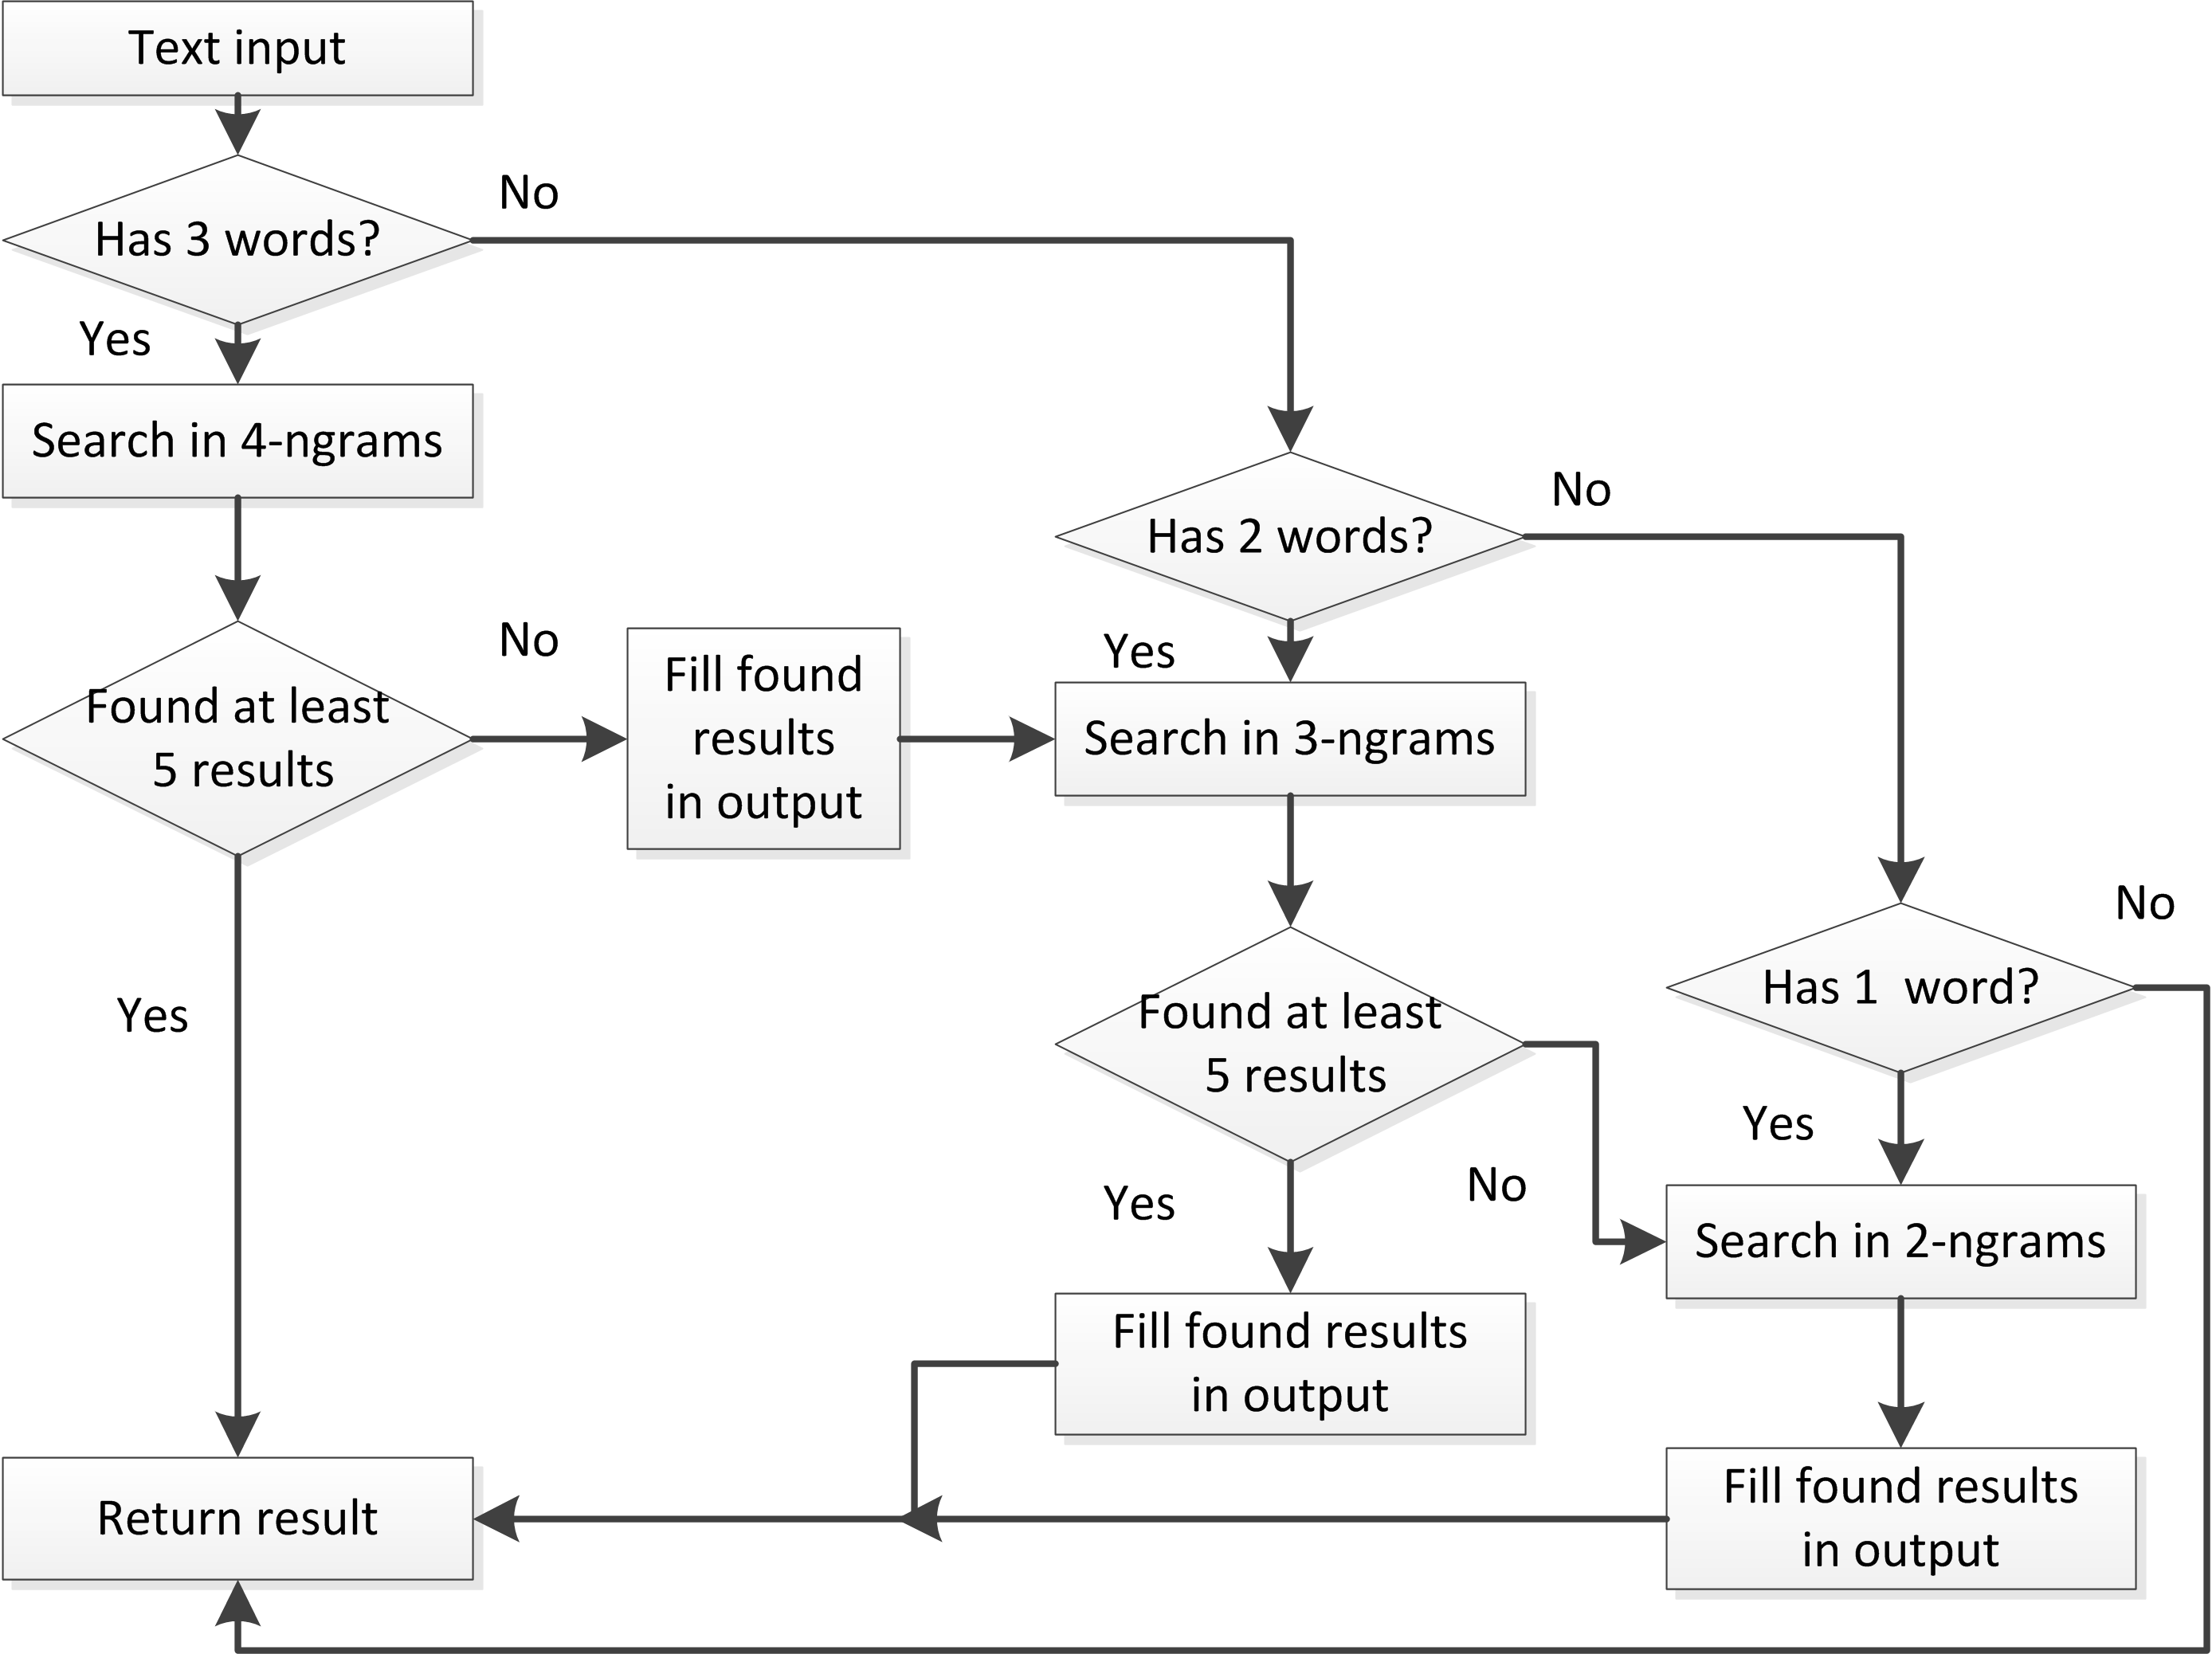 Text input
Has 3 words?
No
Yes
Search in 4-ngrams
Found at least
5 results
No
Fill found
results
in output
Yes
Has 2 words?
No
Yes
Search in 3-ngrams
Found at least
5 results
No
Yes
Fill found results
in output
Has 1  word?
No
Yes
Search in 2-ngrams
Fill found results
in output
Return result